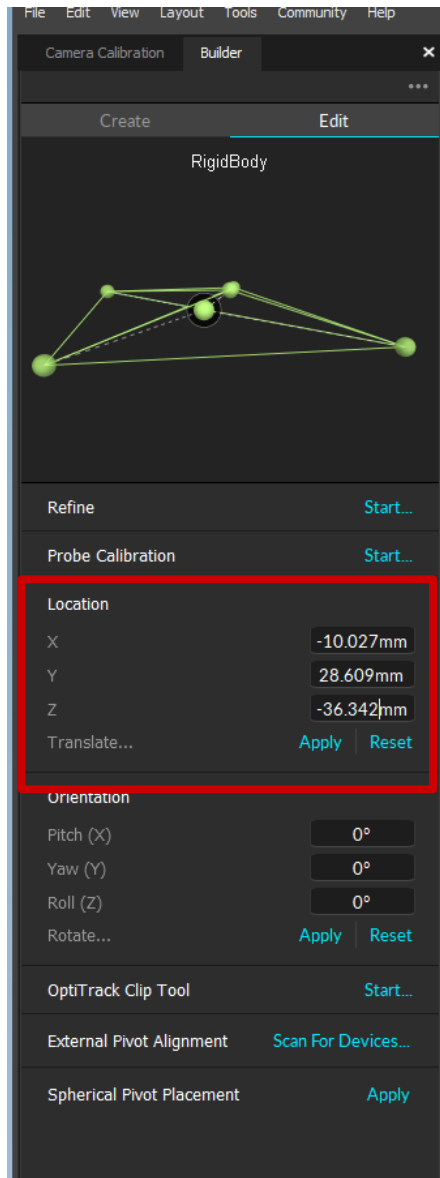 File Edit View Layout Tools Community Help
Camera Calibration Builder ×
•••
Create Edit
RigidBody
Refine Start...
Probe Calibration Start...
Location
X -10.027mm
Y 28.609mm
Z -36.342mm
Translate... Apply Reset
Orientation
Pitch (X) 0°
Yaw (Y) 0°
Roll (Z) 0°
Rotate... Apply Reset
OptiTrack Clip Tool Start...
External Pivot Alignment Scan For Devices...
Spherical Pivot Placement Apply